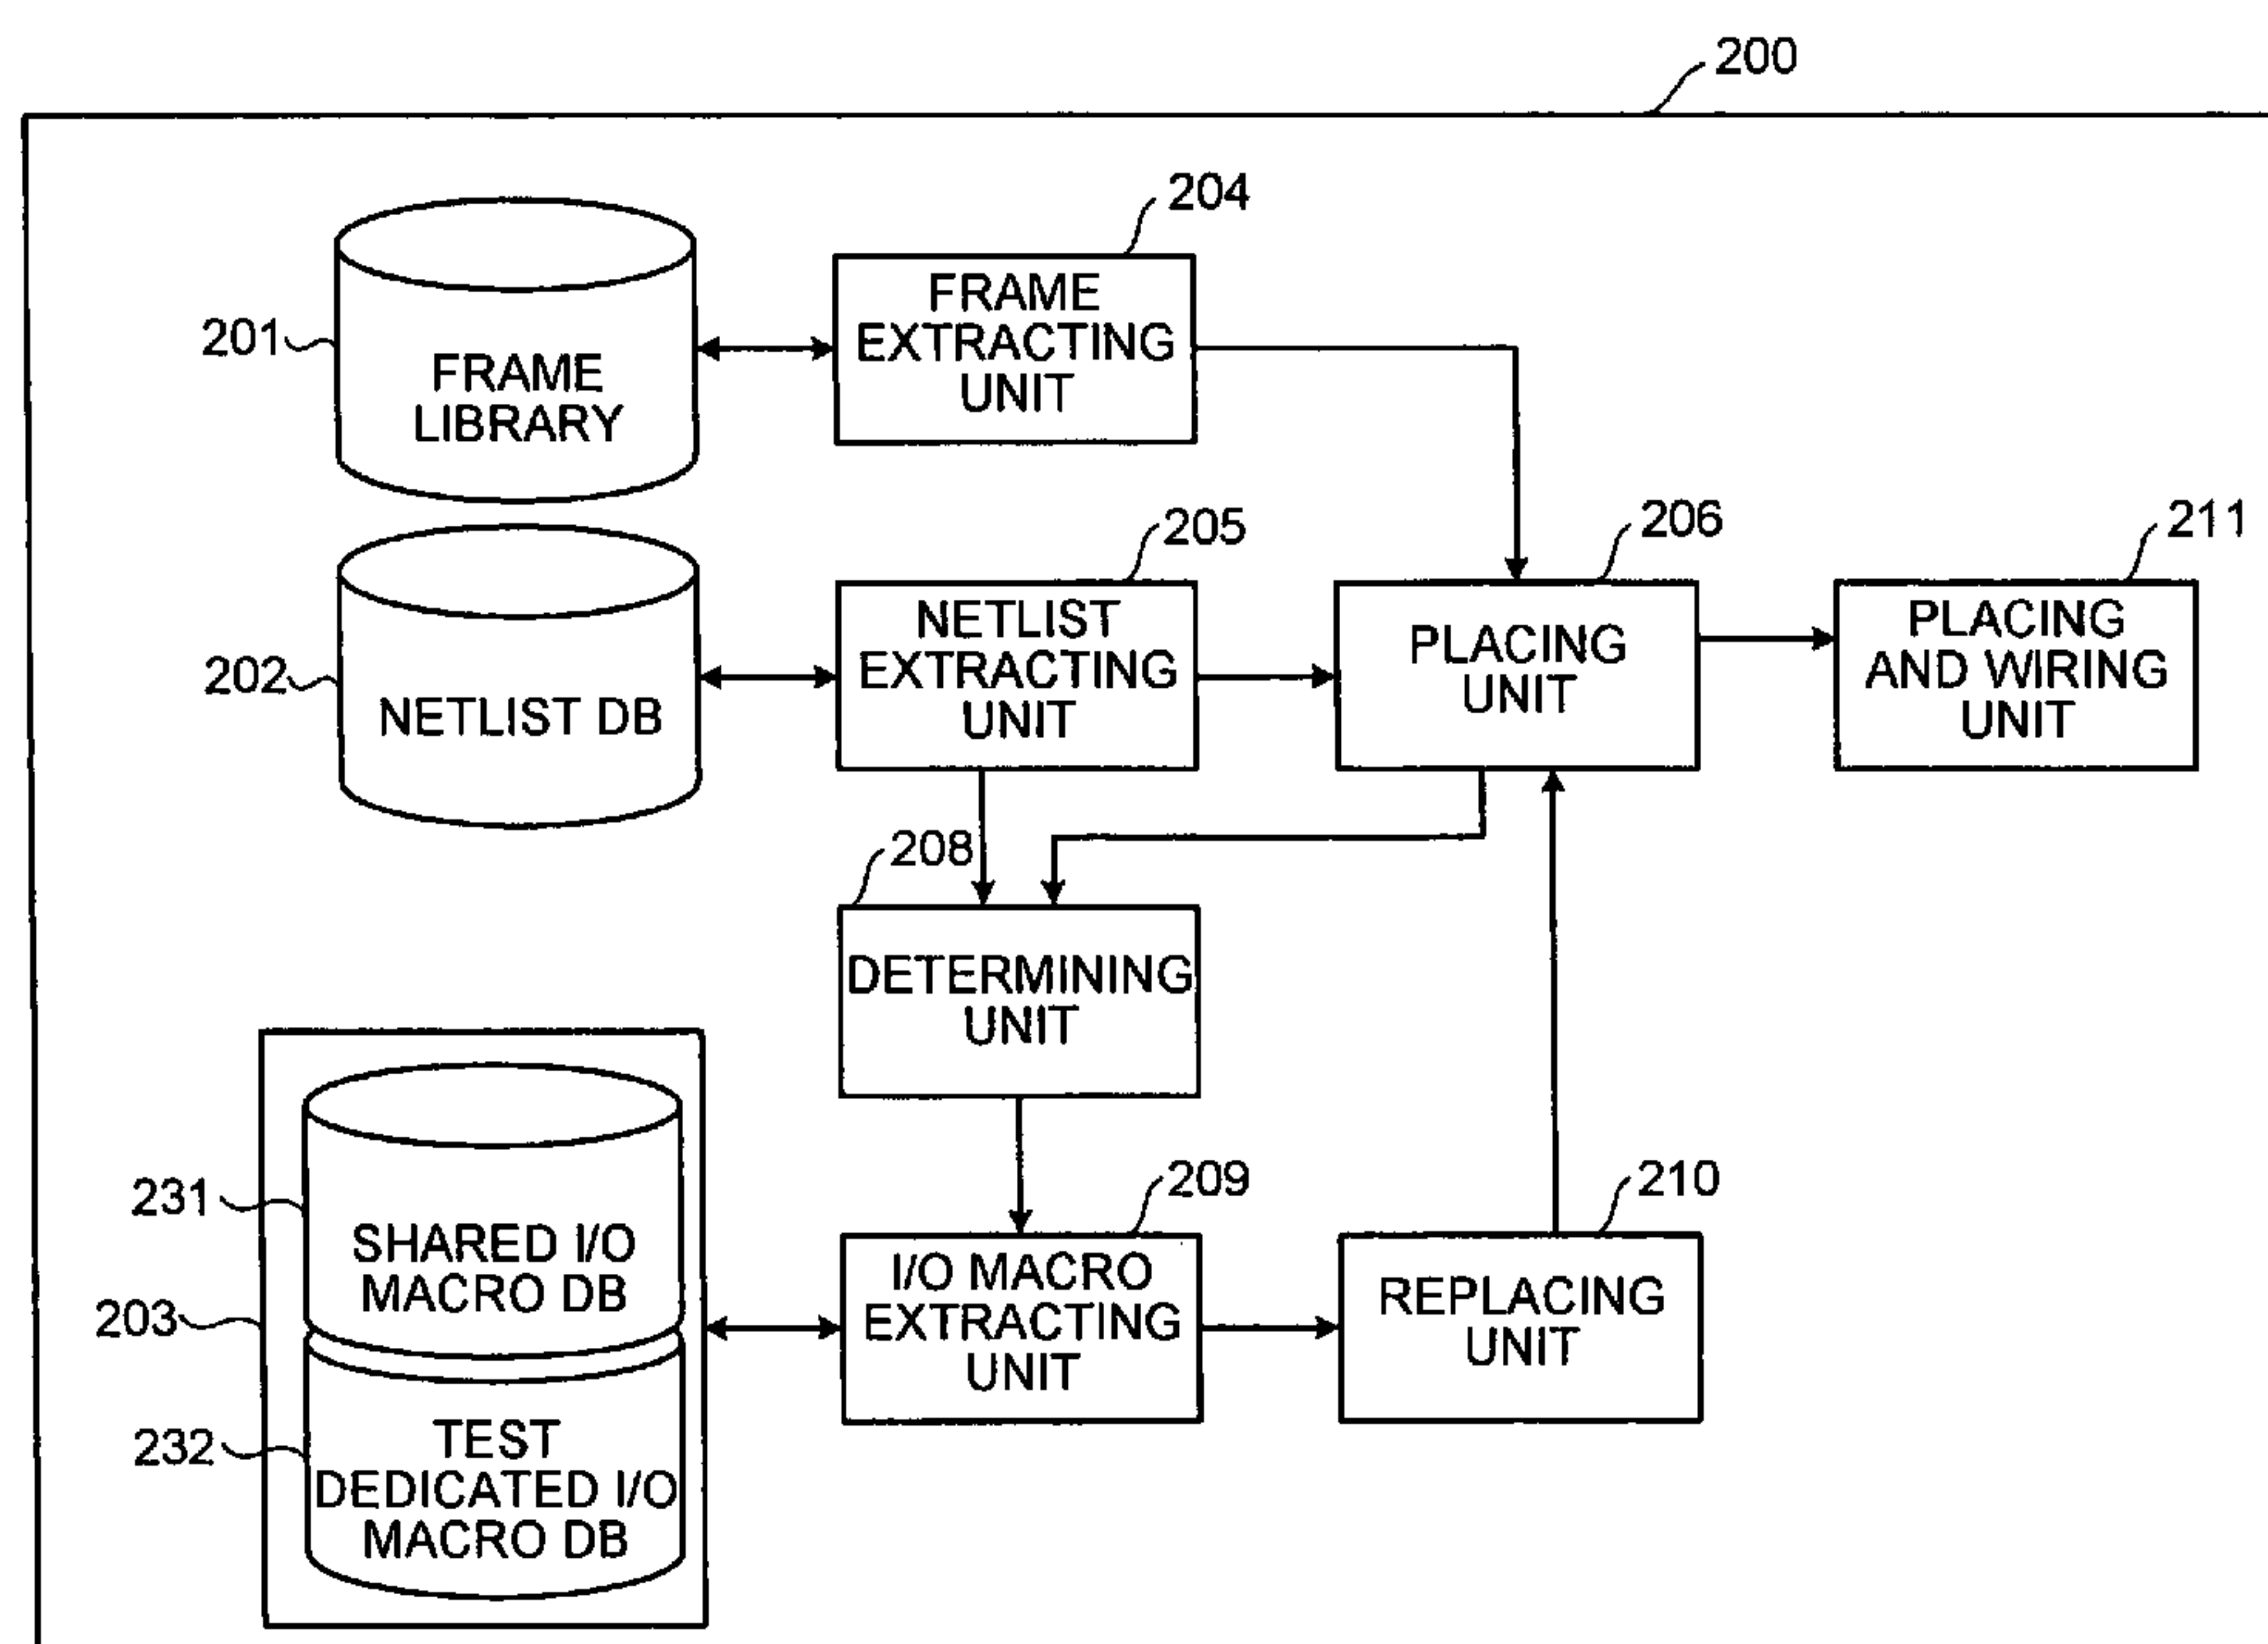 200
204
201
FRAME
LIBRARY
FRAME
EXTRACTING
UNIT
205
206
211
202
NETLIST DB
NETLIST
EXTRACTING
UNIT
PLACING
UNIT
PLACING
AND WIRING
UNIT
208
DETERMINING
UNIT
203
231
SHARED I/O
MACRO DB
232
TEST
DEDICATED I/O
MACRO DB
209
I/O MACRO
EXTRACTING
UNIT
210
REPLACING
UNIT